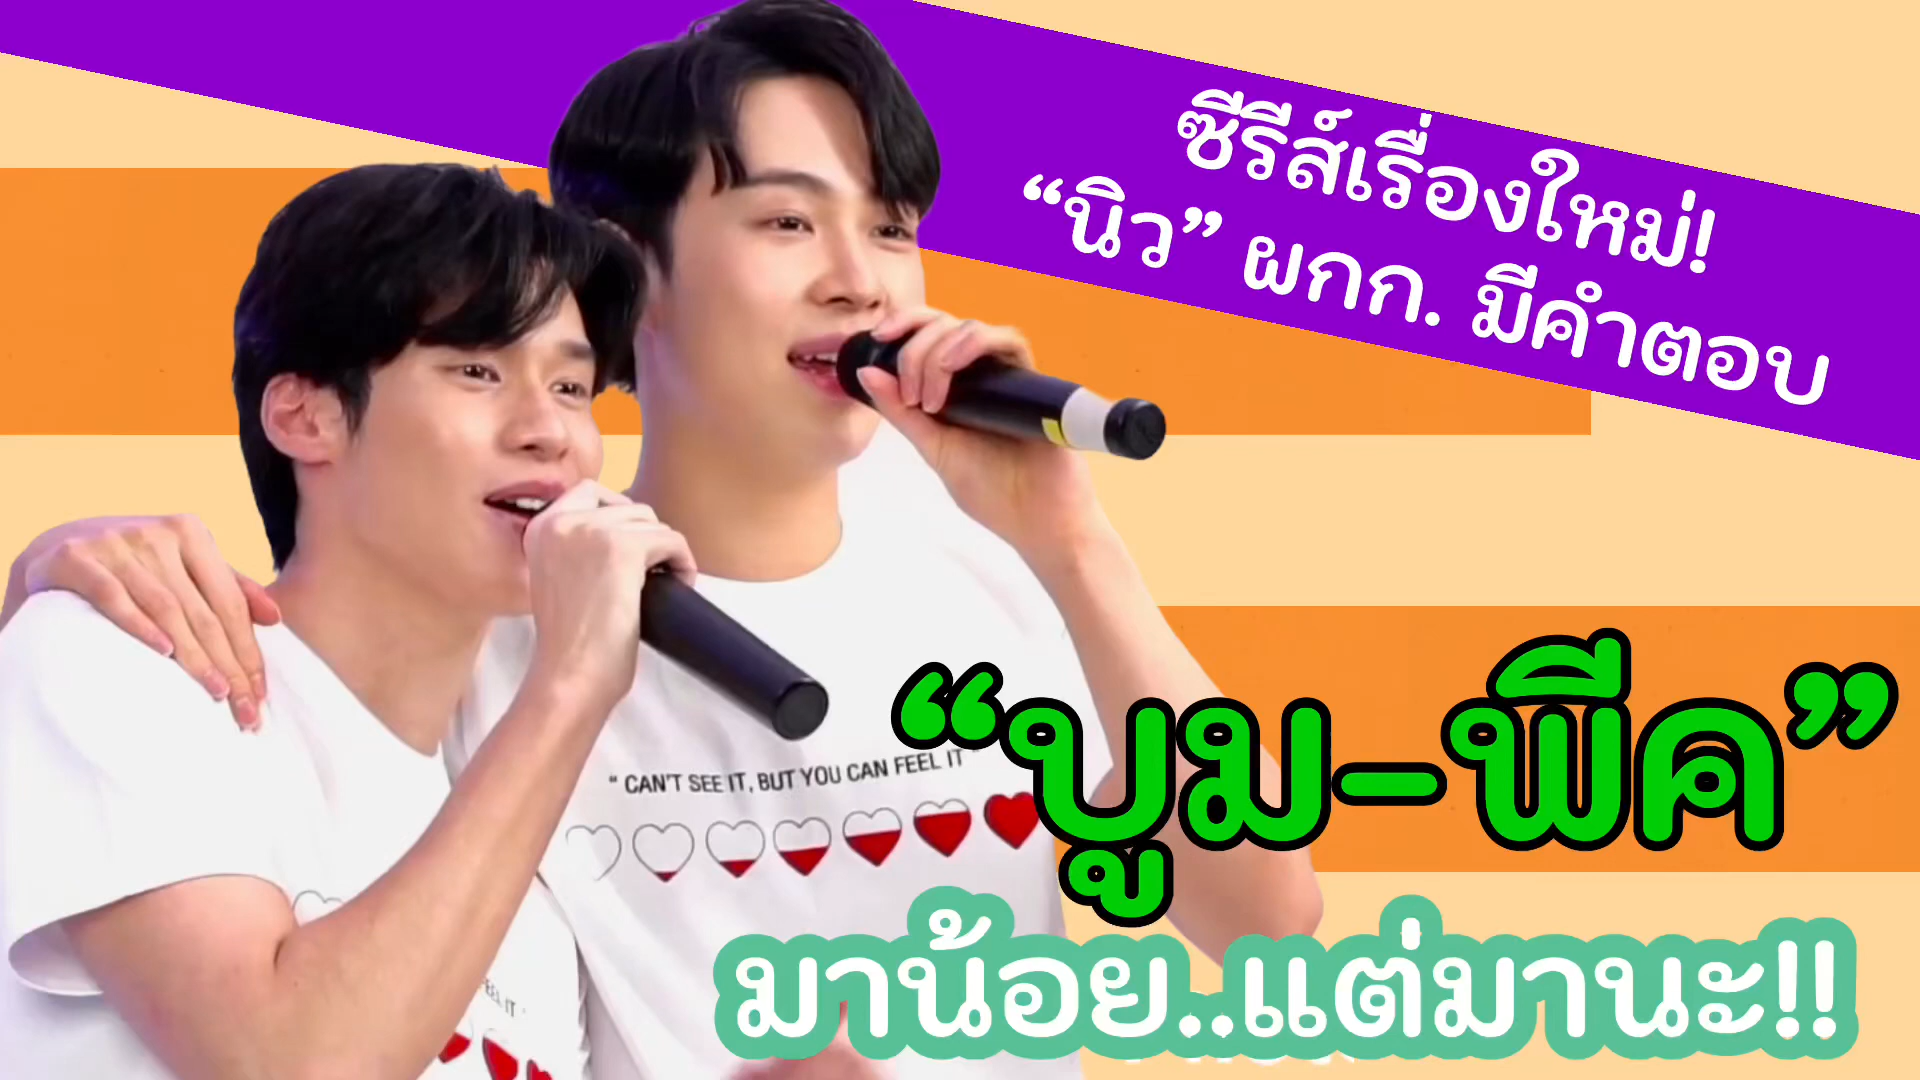 ซีรีส์เรื่องใหม่!
“นิว” ผกก. มีคำตอบ
“บูม-พีค”
“ CAN'T SEE IT, BUT YOU CAN FEEL IT ”
มาน้อย..แต่มานะ!!